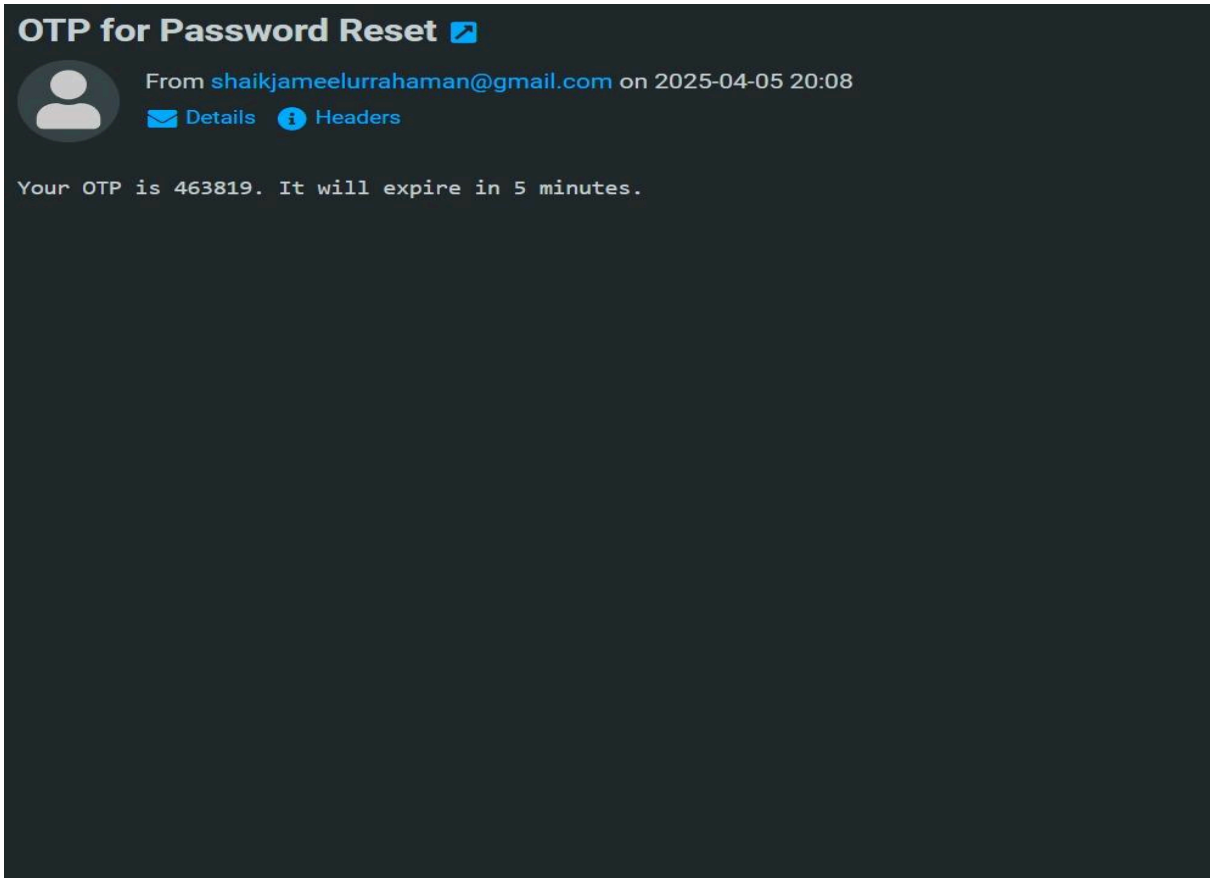 OTP for Password Reset
From shaikjameelurrahaman@gmail.com on 2025-04-05 20:08
Details Headers
Your OTP is 463819. It will expire in 5 minutes.